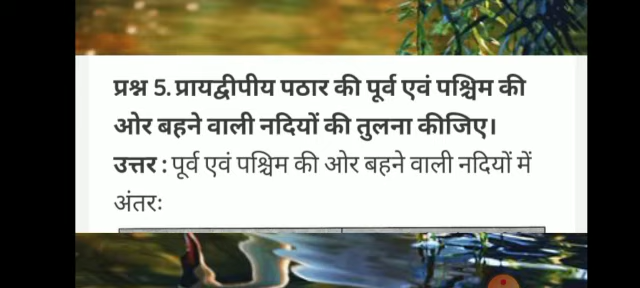 प्रश्न 5. प्रायद्वीपीय पठार की पूर्व एवं पश्चिम की
ओर बहने वाली नदियों की तुलना कीजिए।
उत्तर : पूर्व एवं पश्चिम की ओर बहने वाली नदियों में
अंतरः